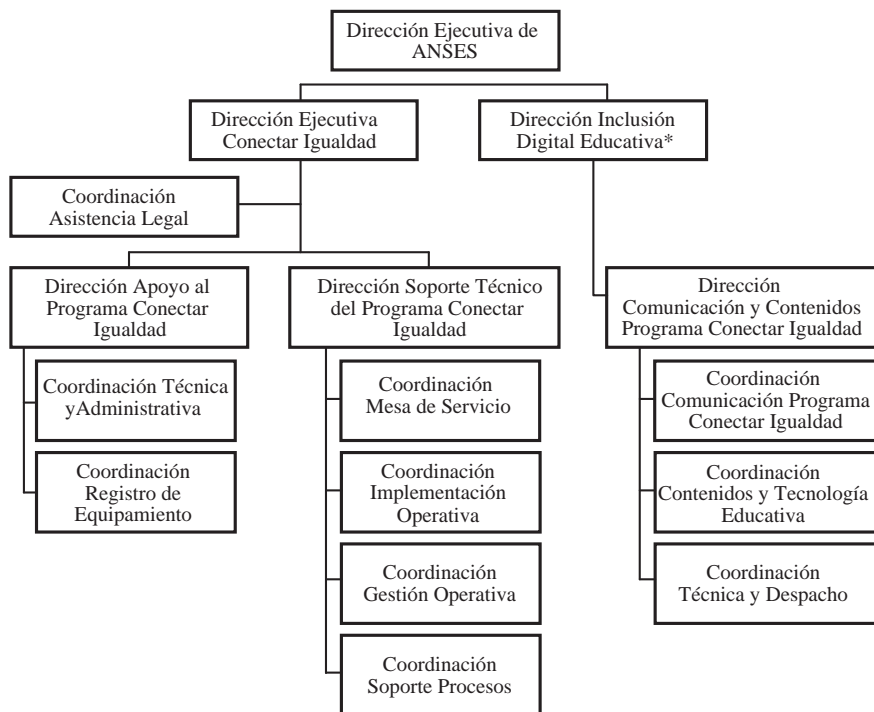 Dirección Ejecutiva de
ANSES
Dirección Ejecutiva
Conectar Igualdad
Dirección Inclusión
Digital Educativa*
Coordinación
Asistencia Legal
Dirección Apoyo al
Programa Conectar
Igualdad
Coordinación Técnica
yAdministrativa
Coordinación
Registro de
Equipamiento
Dirección Soporte Técnico
del Programa Conectar
Igualdad
Coordinación
Mesa de Servicio
Coordinación
Implementación
Operativa
Coordinación
Gestión Operativa
Coordinación
Soporte Procesos
Dirección
Comunicación y Contenidos
Programa Conectar Igualdad
Coordinación
Comunicación Programa
Conectar Igualdad
Coordinación
Contenidos y Tecnología
Educativa
Coordinación
Técnica y Despacho